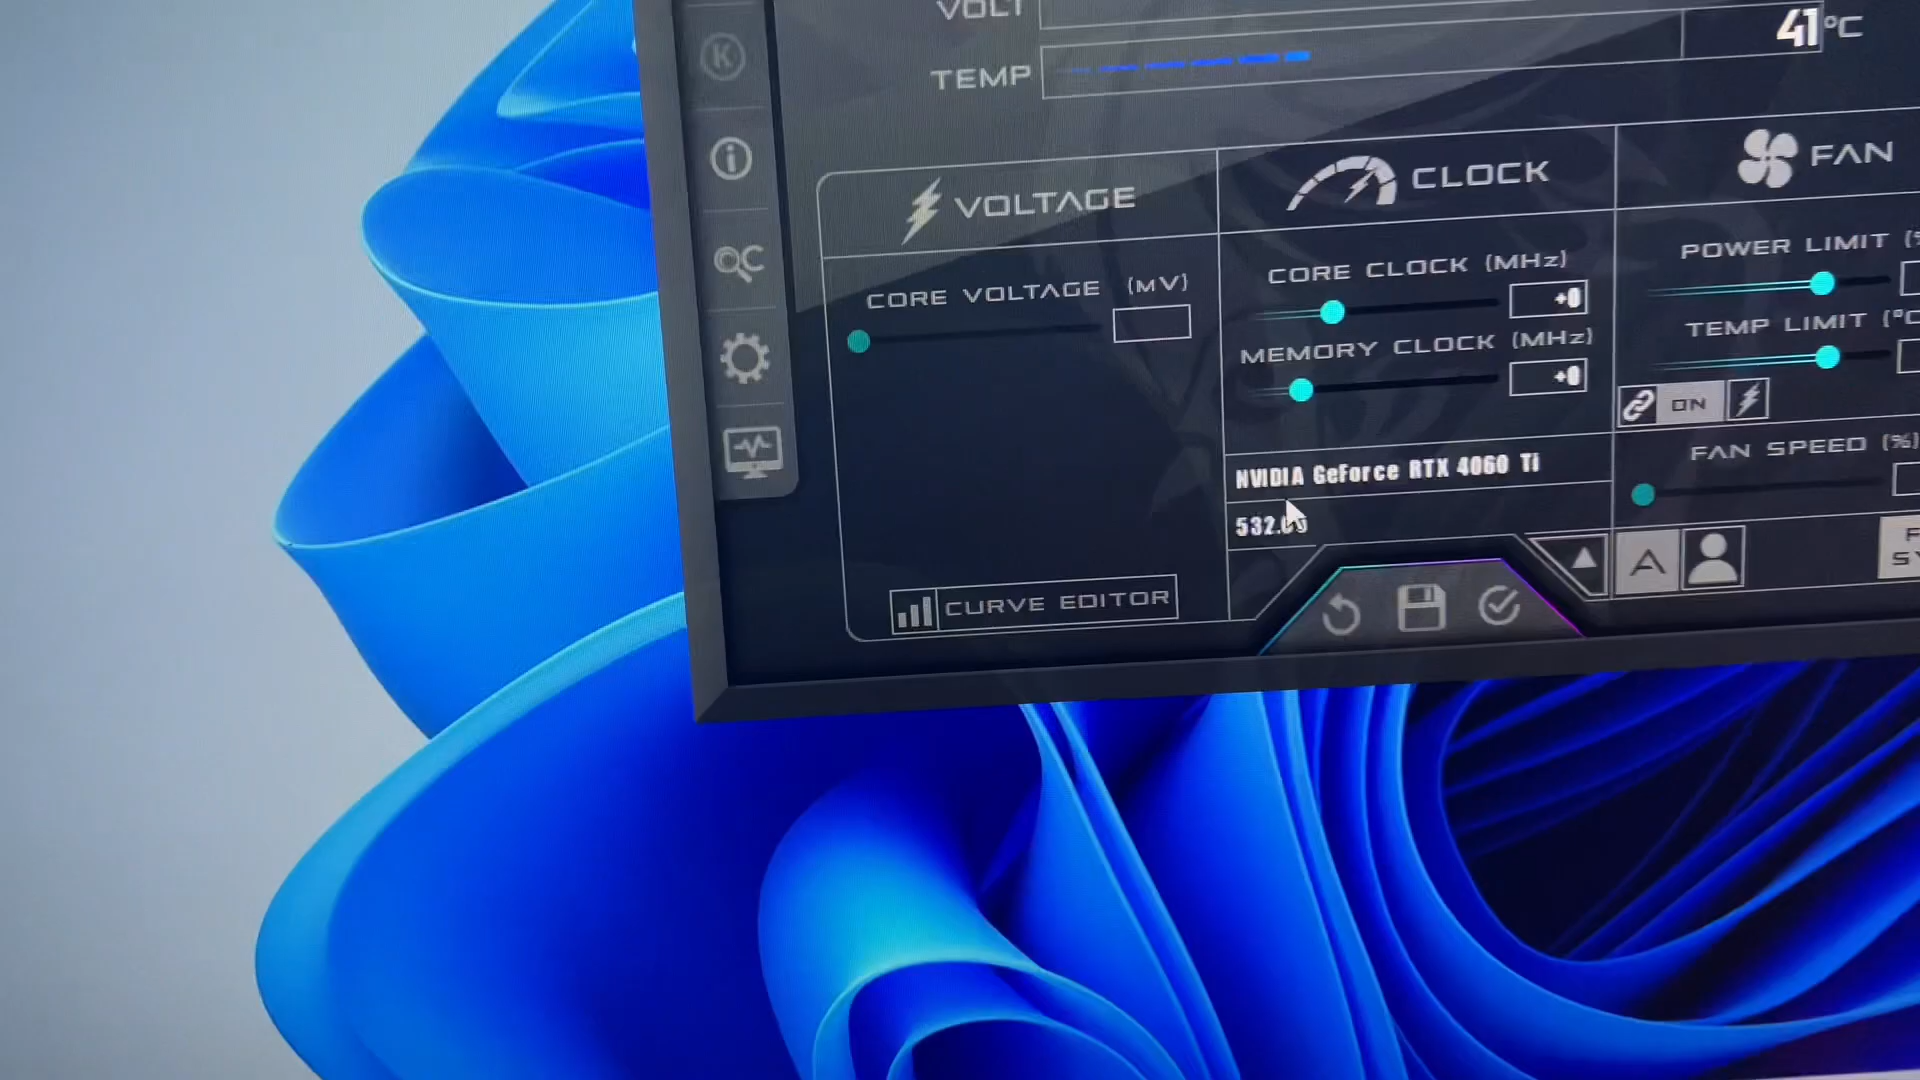 VOLT
41°C
TEMP
VOLTAGE
CLOCK
FAN
CORE VOLTAGE (MV)
CORE CLOCK (MHz)
+0
MEMORY CLOCK (MHz)
+0
POWER LIMIT
TEMP LIMIT (°C
ON
NVIDIA GeForce RTX 4060 Ti
FAN SPEED (%)
A
CURVE EDITOR